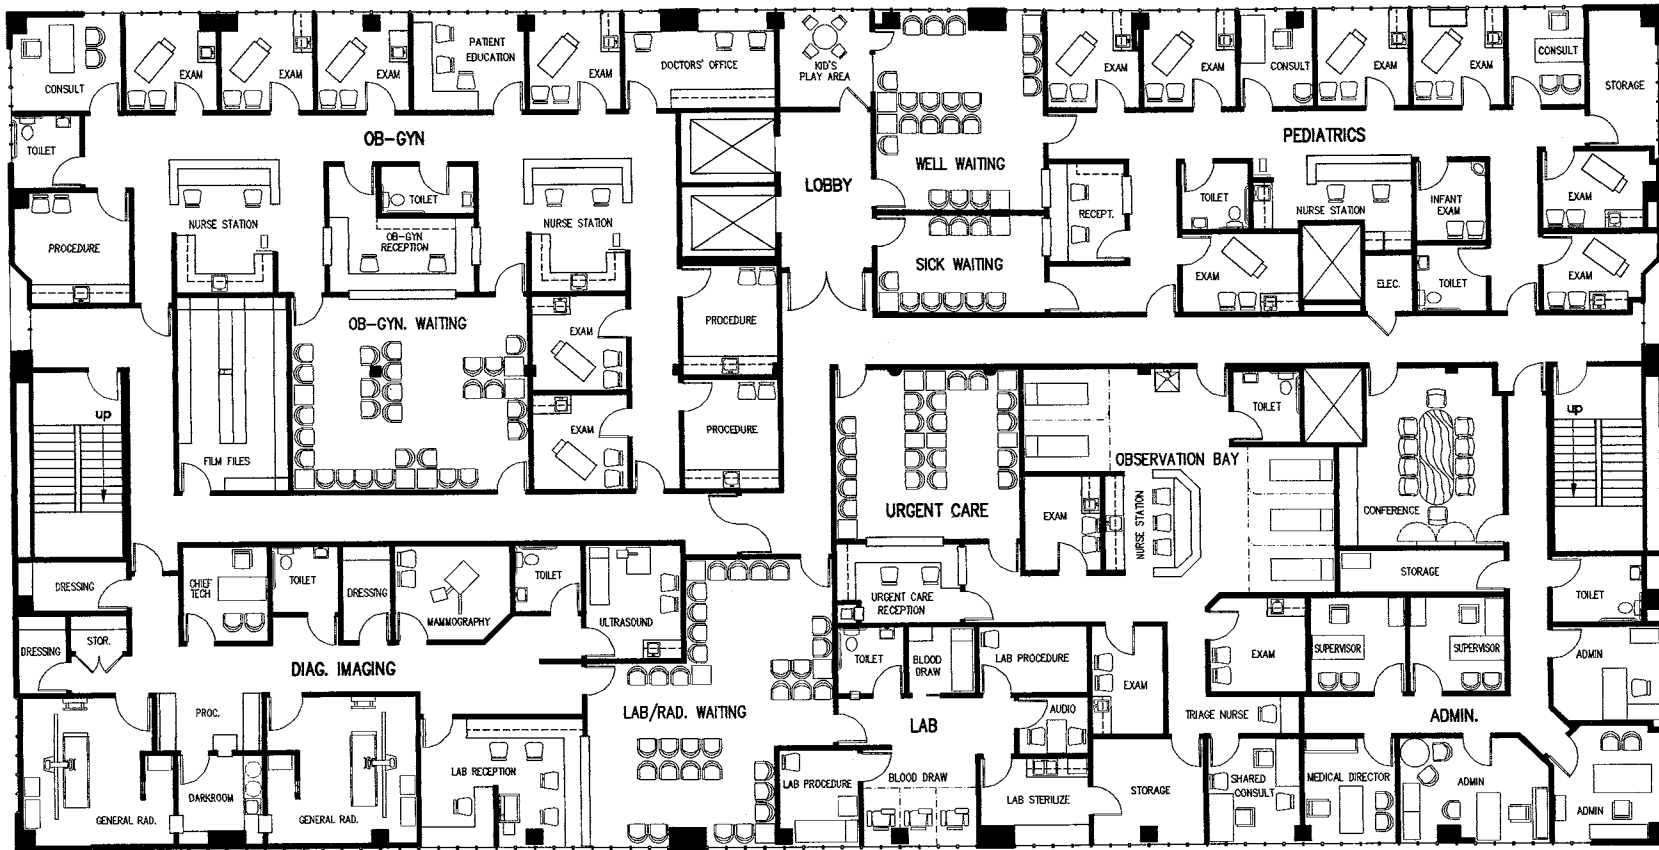 CONSULT
EXAM
EXAM
EXAM
PATIENT
EDUCATION
EXAM
DOCTORS' OFFICE
KID'S
PLAY AREA
EXAM
EXAM
CONSULT
EXAM
EXAM
CONSULT
STORAGE
TOILET
OB-GYN
LOBBY
WELL WAITING
PEDIATRICS
NURSE STATION
TOILET
OB-GYN
RECEPTION
NURSE STATION
PROCEDURE
RECEPT.
TOILET
NURSE STATION
INFANT
EXAM
EXAM
SICK WAITING
EXAM
ELEC.
TOILET
EXAM
OB-GYN. WAITING
EXAM
PROCEDURE
up
FILM FILES
EXAM
PROCEDURE
URGENT CARE
TOILET
OBSERVATION BAY
EXAM
NURSE STATION
CONFERENCE
up
DRESSING
CHIEF
TECH
TOILET
DRESSING
MAMMOGRAPHY
TOILET
ULTRASOUND
URGENT CARE
RECEPTION
STORAGE
TOILET
DRESSING
STOR.
DIAG. IMAGING
TOILET
BLOOD
DRAW
LAB PROCEDURE
EXAM
EXAM
SUPERVISOR
SUPERVISOR
ADMIN
PROC.
LAB/RAD. WAITING
LAB
AUDIO
TRIAGE NURSE
ADMIN.
GENERAL RAD.
DARKROOM
GENERAL RAD.
LAB RECEPTION
LAB PROCEDURE
BLOOD DRAW
LAB STERILIZE
STORAGE
SHARED
CONSULT
MEDICAL DIRECTOR
ADMIN
ADMIN